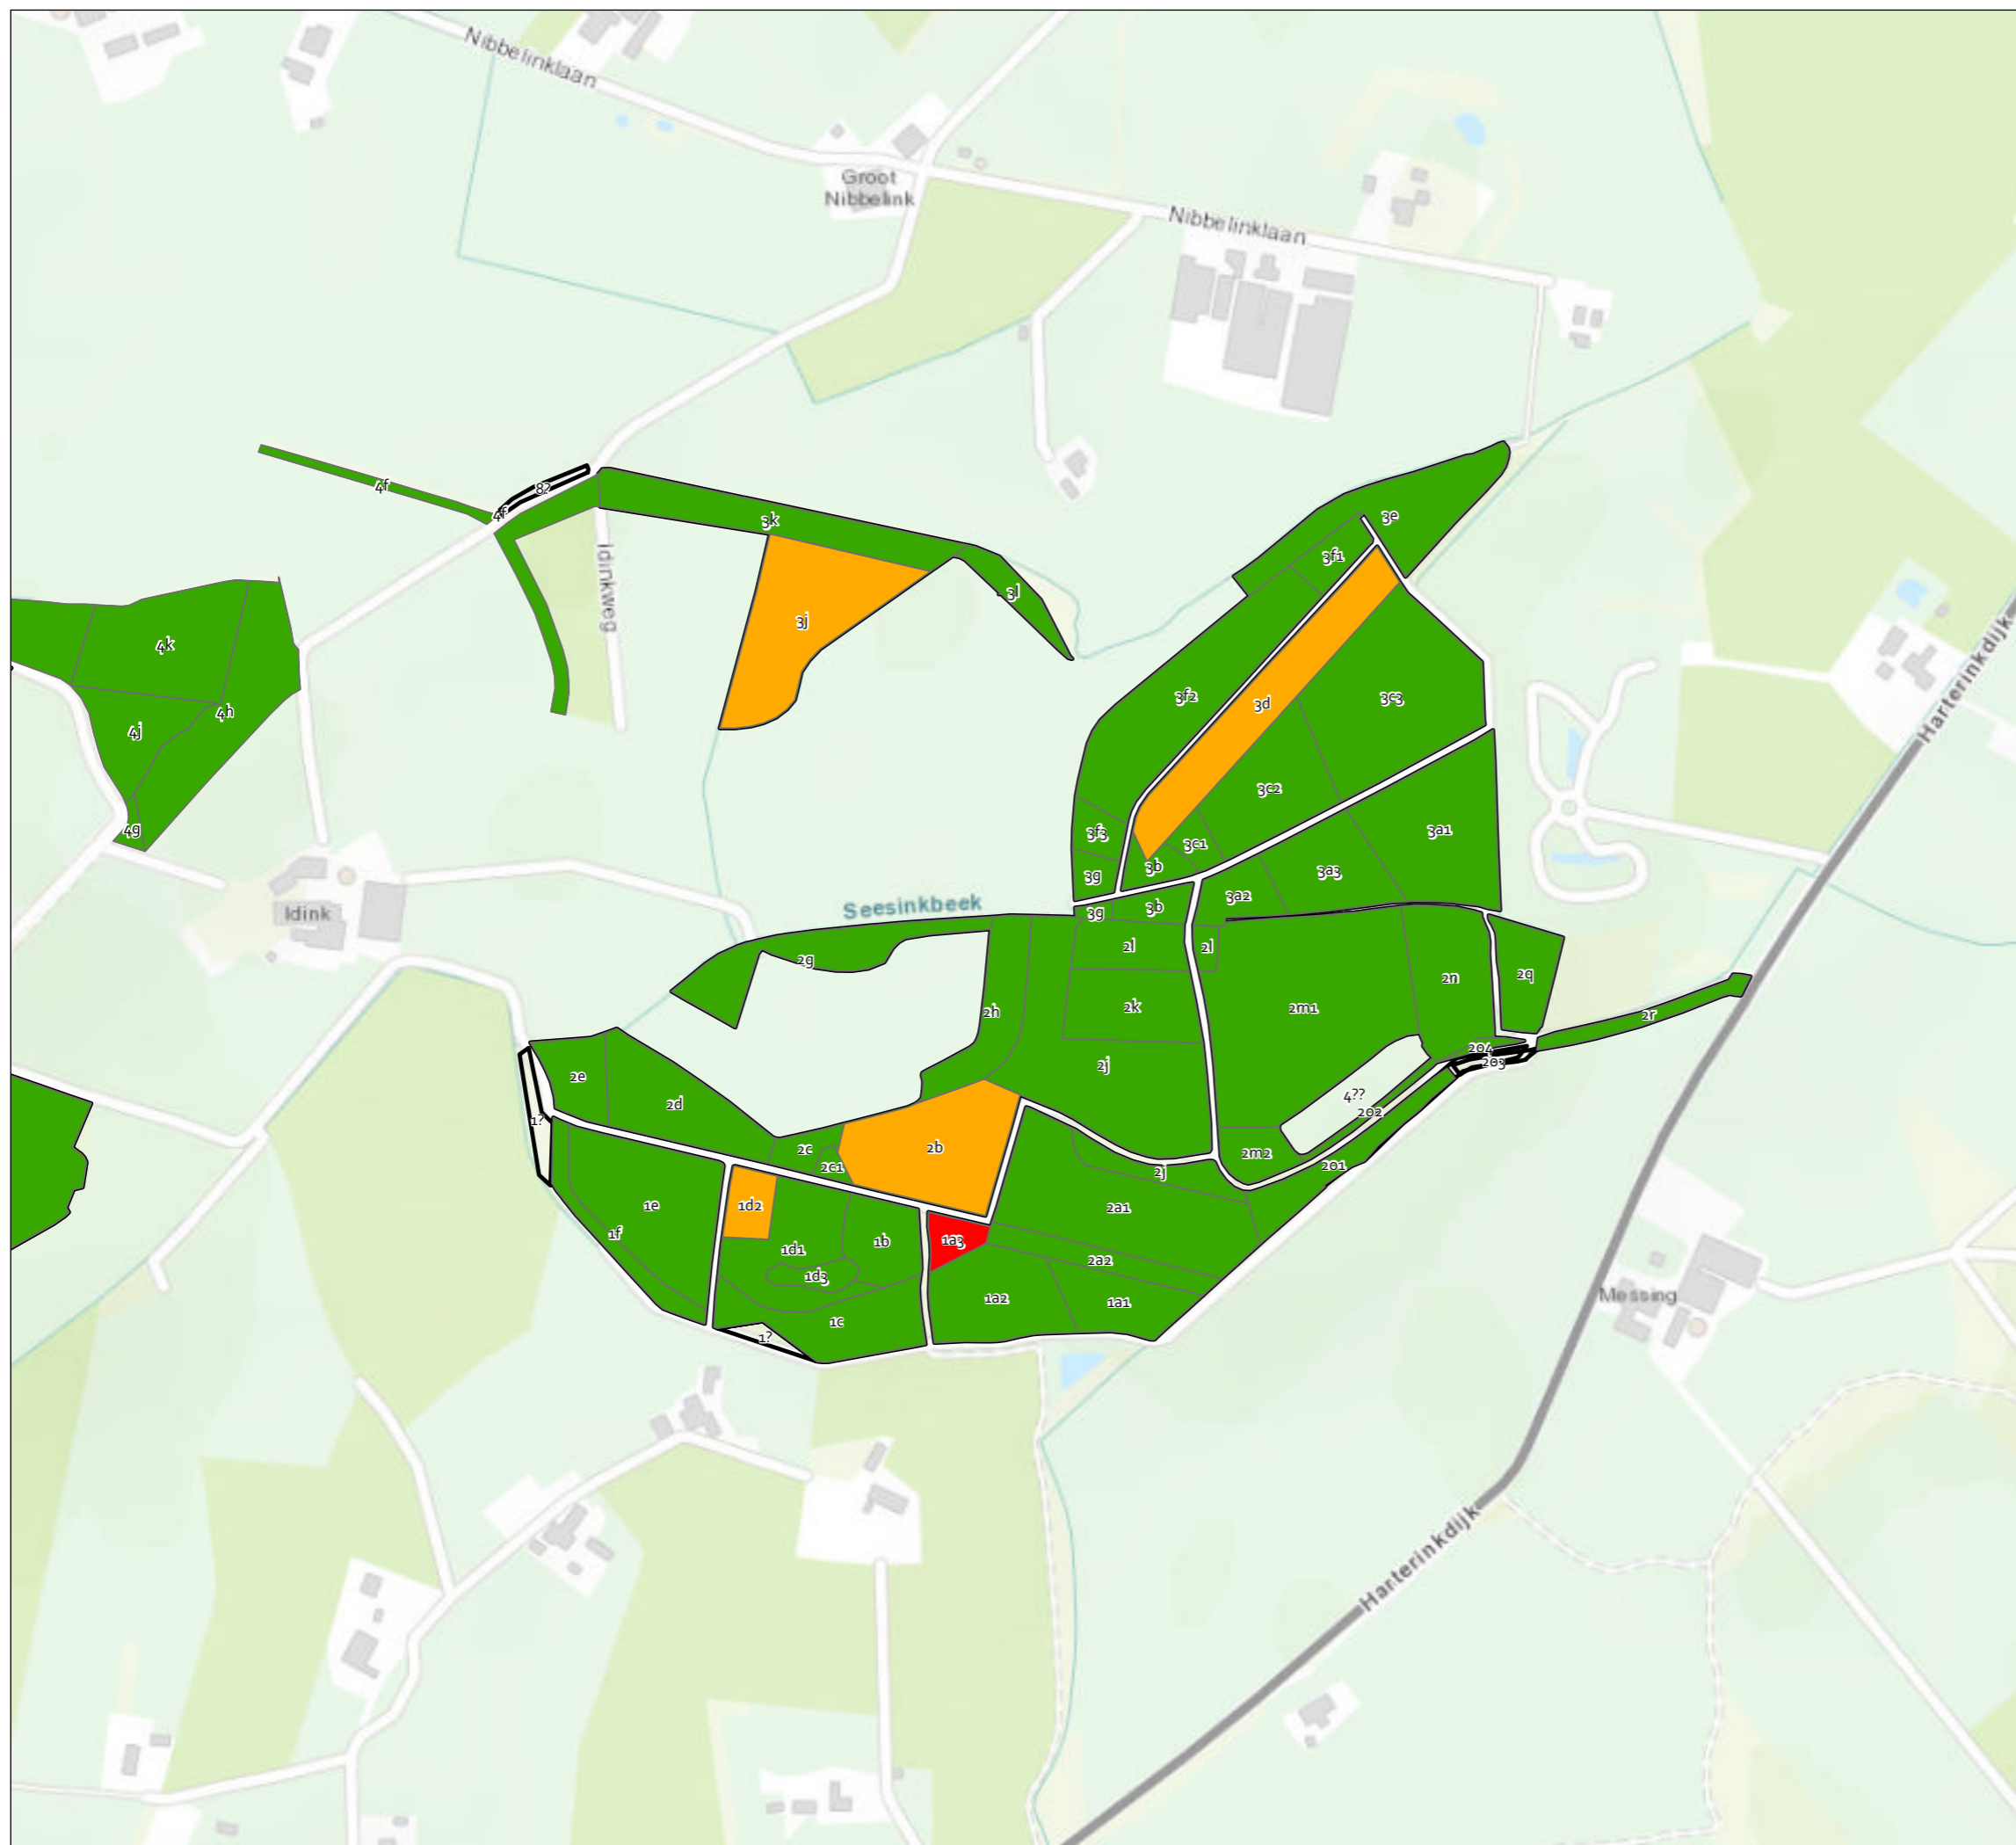 Nibbelinklaan
Groot
Nibbelink
Nibbelinklaan
3e
4f
8?
4f
3k
3f1
Idinkweg
3l
3j
4k
3f2
3d
3c3
4h
4j
Harterinkdijk
3c2
4g
3f3
3c1
3a1
3b
3g
3a3
3a2
Idink
Seesinkbeek
3g
3b
2l
2l
2g
2n
2q
2h
2k
2m1
2r
204
203
2j
2e
2d
4??
202
1?
2c
2b
2c1
2m2
201
2j
1e
1d2
2a1
1f
1a3
1b
1d1
2a2
1d3
1a2
1a1
Messing
1c
1?
Harterinkdijk